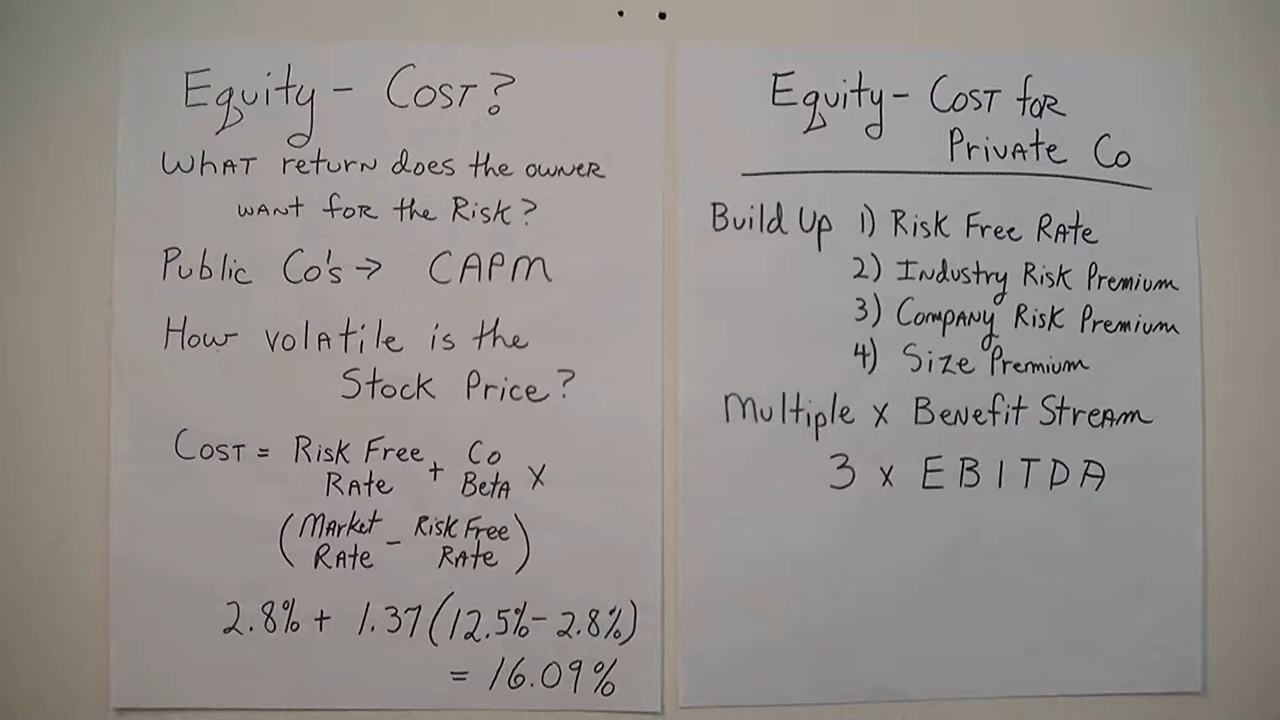 Equity - Cost?
What return does the owner
want for the Risk?
Public Co's → CAPM
How volatile is the
Stock Price?
Cost = Risk Free Rate + Co Beta X
(Market Rate - Risk Free Rate)
2.8% + 1.37(12.5% - 2.8%)
= 16.09%
Equity - Cost for
Private Co
Build Up 1) Risk Free Rate
2) Industry Risk Premium
3) Company Risk Premium
4) Size Premium
Multiple x Benefit Stream
3 x EBITDA